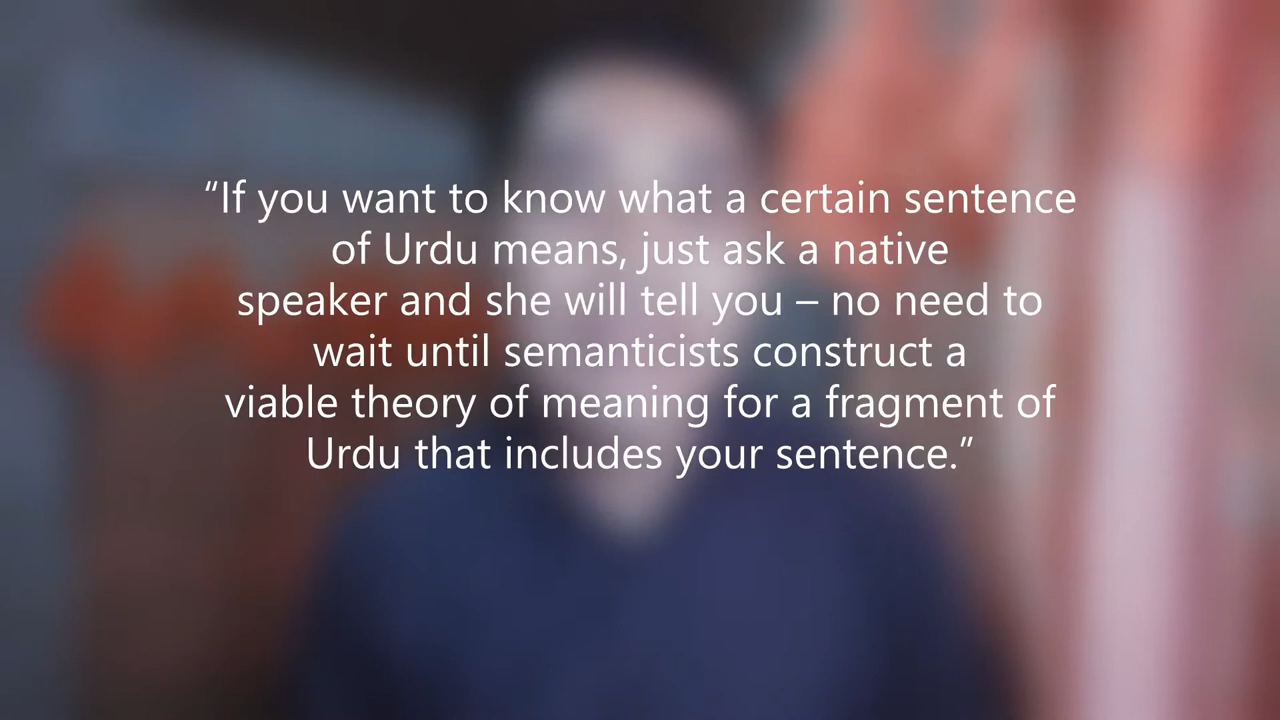 “If you want to know what a certain sentence
of Urdu means, just ask a native
speaker and she will tell you – no need to
wait until semanticists construct a
viable theory of meaning for a fragment of
Urdu that includes your sentence.”